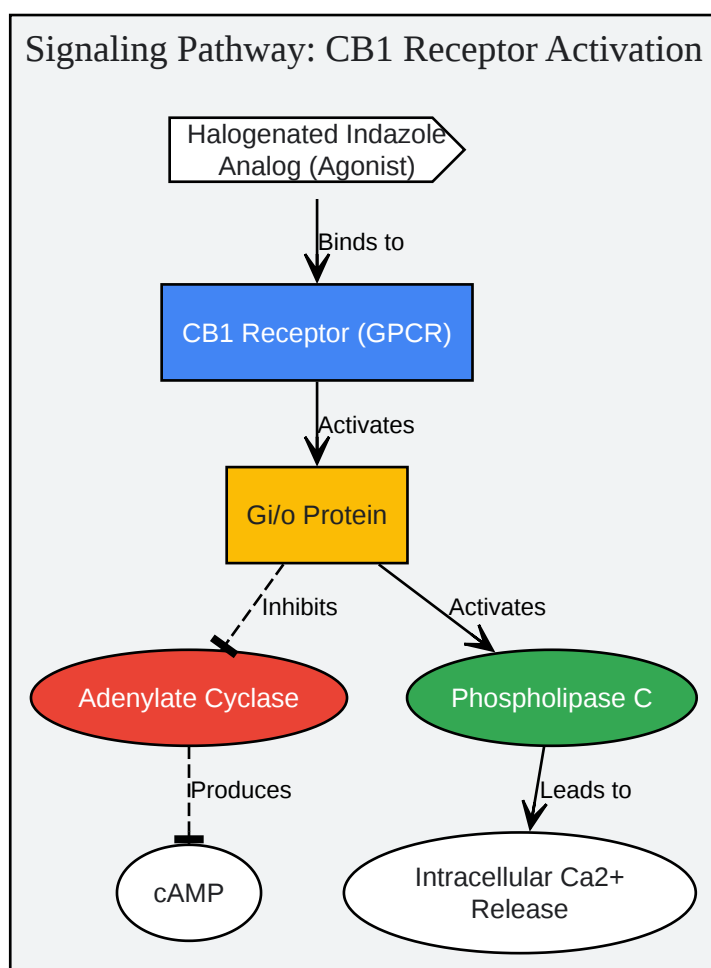 Signaling Pathway: CB1 Receptor Activation
Halogenated Indazole
Analog (Agonist)
Binds to
CB1 Receptor (GPCR)
Activates
Gi/o Protein
Inhibits
Activates
Adenylate Cyclase
Phospholipase C
Produces
Leads to
cAMP
Intracellular Ca2+
Release